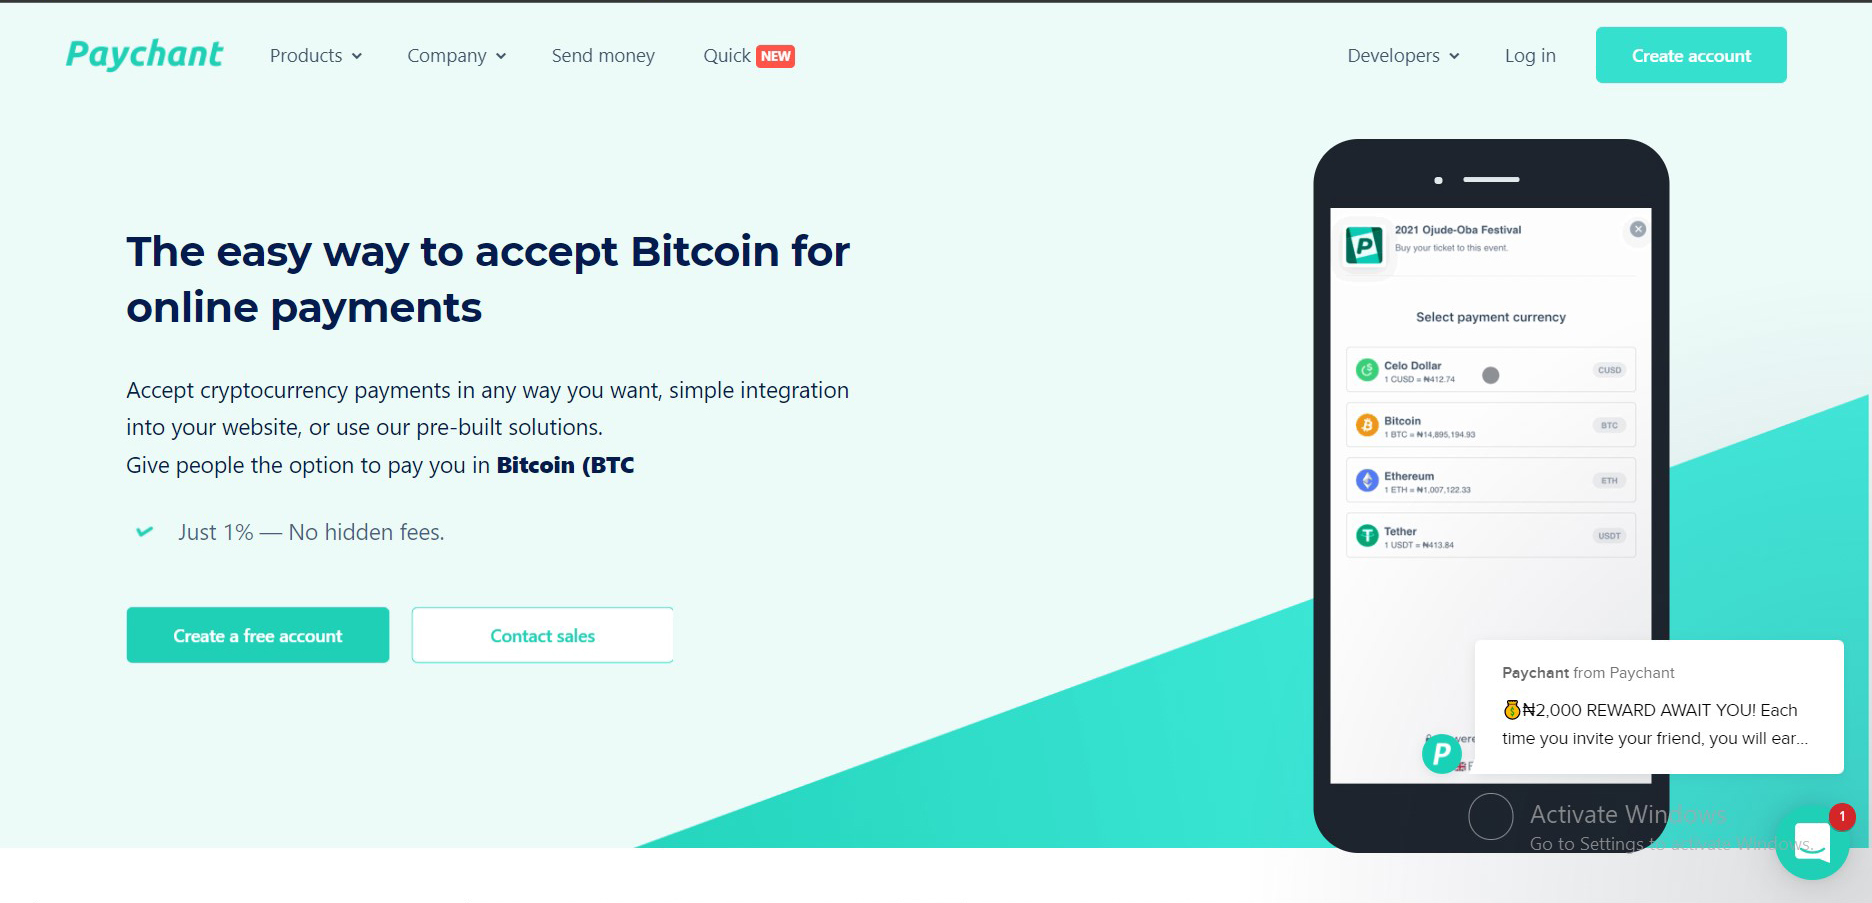 Paychant
Products
Company
Send money
Quick NEW
Developers
Log in
Create account
The easy way to accept Bitcoin for
online payments
Accept cryptocurrency payments in any way you want, simple integration
into your website, or use our pre-built solutions.
Give people the option to pay you in Bitcoin (BTC
Just 1% — No hidden fees.
Create a free account
Contact sales
P
2021 Ojude-Oba Festival
Buy your ticket to this event.
Select payment currency
Celo Dollar
1 CUSD = ₦412.74
CUSD
Bitcoin
1 BTC = ₦14,895,194.93
BTC
Ethereum
1 ETH = ₦1,007,122.33
ETH
Tether
1 USDT = ₦413.84
USDT
P
Paychant from Paychant
💰₦2,000 REWARD AWAIT YOU! Each
time you invite your friend, you will ear...
Activate Windows
Go to Settings to activate Windows.
1